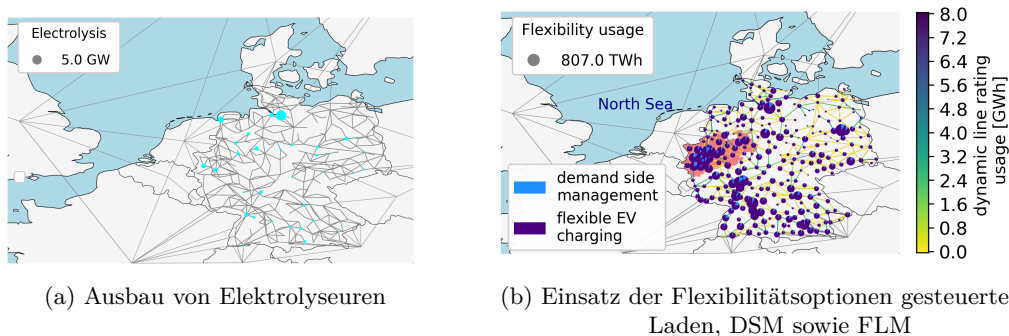 Electrolysis
5.0 GW
(a) Ausbau von Elektrolyseuren
Flexibility usage
807.0 TWh
North Sea
demand side
management
flexible EV
charging
8.0
7.2
6.4
5.6
4.8
4.0
3.2
2.4
1.6
0.8
0.0
dynamic line rating
usage [GWh]
(b) Einsatz der Flexibilitätsoptionen gesteuerte
Laden, DSM sowie FLM